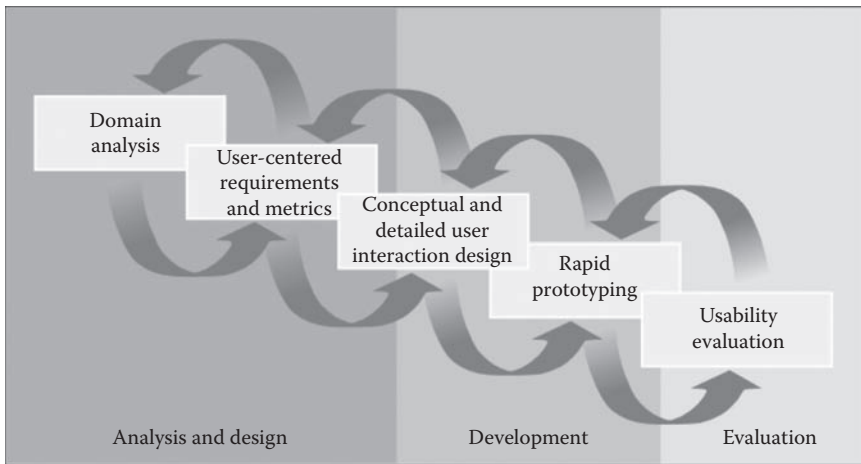 Domain
analysis
User-centered
requirements
and metrics
Conceptual and
detailed user
interaction design
Rapid
prototyping
Usability
evaluation
Analysis and design
Development
Evaluation